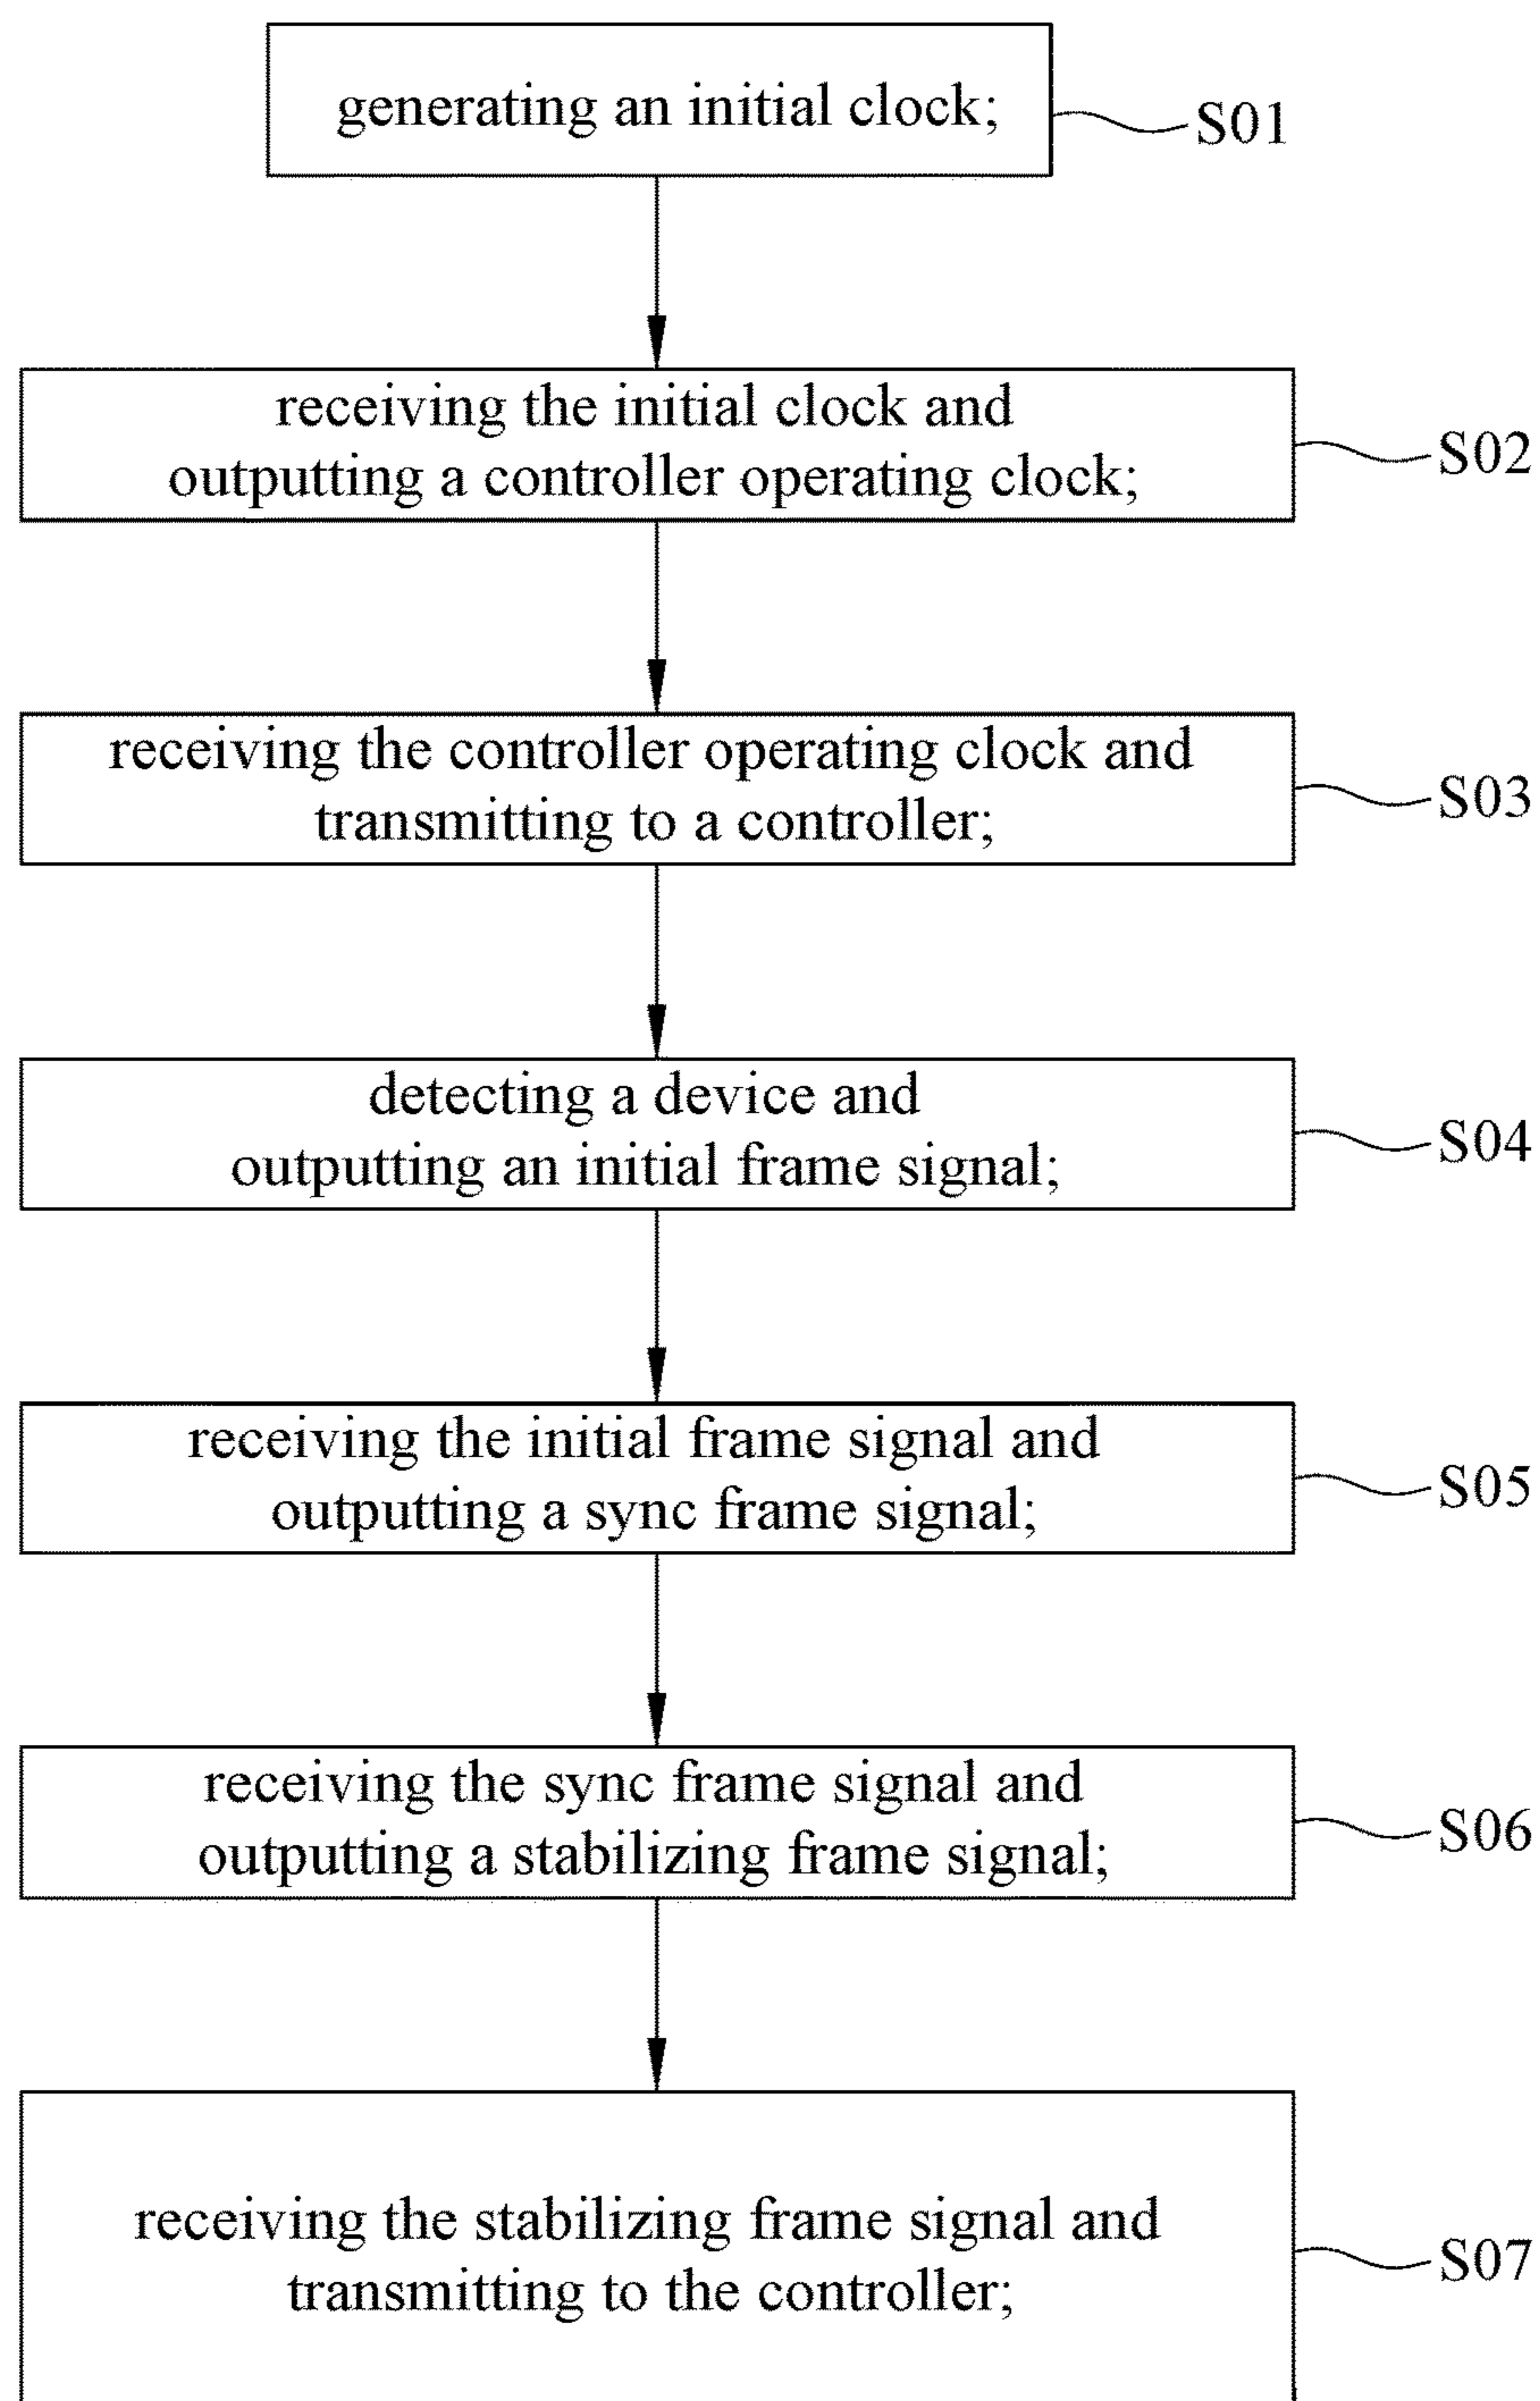 generating an initial clock;
S01
receiving the initial clock and
outputting a controller operating clock;
S02
receiving the controller operating clock and
transmitting to a controller;
S03
detecting a device and
outputting an initial frame signal;
S04
receiving the initial frame signal and
outputting a sync frame signal;
S05
receiving the sync frame signal and
outputting a stabilizing frame signal;
S06
receiving the stabilizing frame signal and
transmitting to the controller;
S07